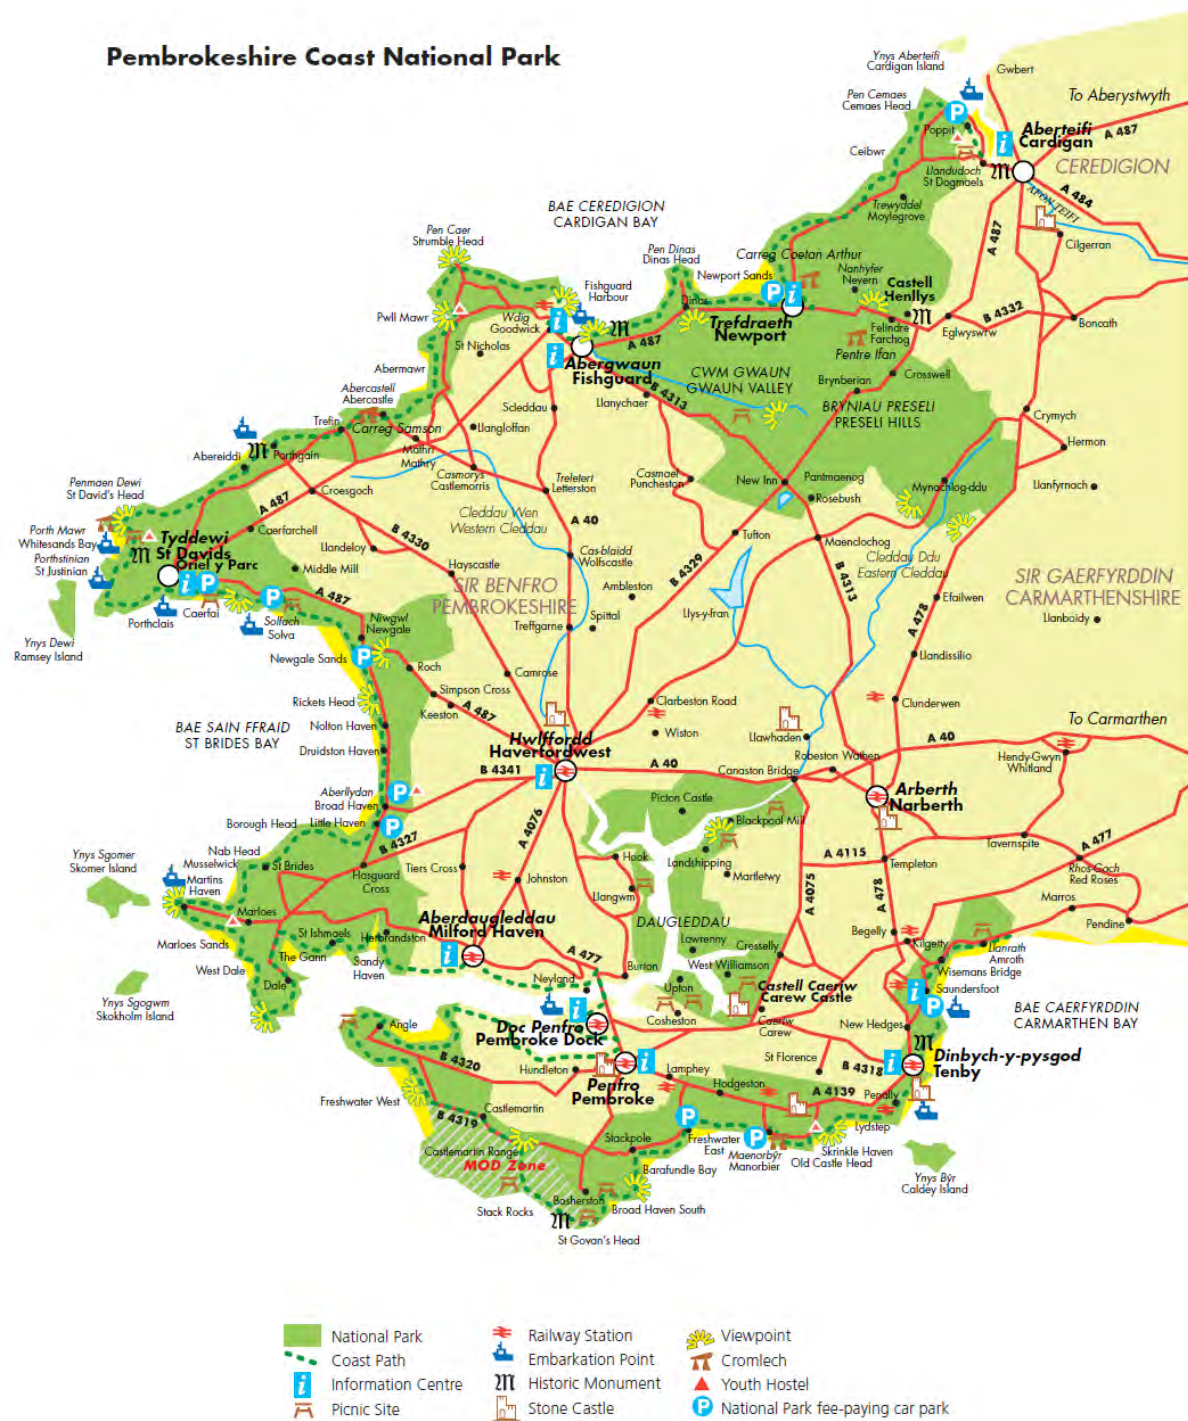 Pembrokeshire Coast National Park
Ynys Aberteifi
Cardigan Island
Gwbert
Pen Cemaes
Cemaes Head
To Aberystwyth
Poppit
Aberteifi
Cardigan
A 487
Ceibwr
Llandudoch
St Dogmaels
CEREDIGION
A 484
AFON TEIFI
Trewyddel
Moylegrove
A 487
Cilgerran
BAE CEREDIGION
CARDIGAN BAY
Pen Caer
Strumble Head
Pen Dinas
Dinas Head
Carreg Coetan Arthur
Newport Sands
Nanhyfer
Nevern
Castell
Henllys
Fishguard
Harbour
Dinas
Pwll Mawr
Wdig
Goodwick
Trefdraeth
Newport
Felindre
Farchog
Eglwyswrw
B 4332
Boncath
St Nicholas
A 487
Abergwaun
Fishguard
Pentre Ifan
CWM GWAUN
GWAUN VALLEY
Brynberian
Crosswell
Abermawr
Abercastell
Abercastle
B 4313
Llanychaer
BRYNIAU PRESELI
PRESELI HILLS
Scleddau
Crymych
Trefin
Carreg Samson
Llangloffan
Hermon
Abereiddi
Porthgain
Mathri
Mathry
Casmorys
Castlemorris
Treletert
Letterston
Casmael
Puncheston
New Inn
Pantmaenog
Rosebush
Mynachlog-ddu
Llanfyrnach
Penmaen Dewi
St David's Head
Croesgoch
A 487
Cleddau Wen
Western Cleddau
A 40
Porth Mawr
Whitesands Bay
Tyddewi
St Davids
Oriel y Parc
Caerfarchell
B 4330
Llandeloy
Tufton
Maenclochog
Cleddau Ddu
Eastern Cleddau
Porthstinian
St Justinian
Middle Mill
Hayscastle
Cas-blaidd
Wolfscastle
B 4329
B 4313
SIR BENFRO
PEMBROKESHIRE
Ambleston
SIR GAERFYRDDIN
CARMARTHENSHIRE
A 478
Efailwen
Llanboidy
Porthclais
Caerfai
Solfach
Solva
A 487
Niwgwl
Newgale
Treffgarne
Spittal
Llys-y-fran
Ynys Dewi
Ramsey Island
Newgale Sands
Roch
Llandissilio
Camrose
Simpson Cross
Rickets Head
Keeston
A 487
Clarbeston Road
Clunderwen
BAE SAIN FFRAID
ST BRIDES BAY
Nolton Haven
Wiston
Llawhaden
To Carmarthen
Druidston Haven
Hwlffordd
Haverfordwest
Robeston Wathen
A 40
Hendy-Gwyn
Whitland
B 4341
A 40
Canaston Bridge
Aberllydan
Broad Haven
Arberth
Narberth
Picton Castle
Borough Head
Little Haven
A 4076
Blackpool Mill
B 4327
Tavernspite
A 477
Ynys Sgomer
Skomer Island
Nab Head
Musselwick
St Brides
Hasguard
Cross
Tiers Cross
Hook
Landshipping
A 4115
Templeton
Rhos-Goch
Red Roses
Martins
Haven
Johnston
Llangwm
Martletwy
A 4075
A 478
Marros
Marloes
Aberdaugleddau
Milford Haven
DAUGLEDDAU
Pendine
Marloes Sands
St Ishmaels
Herbrandston
Begelly
Kilgetty
Llanrath
Amroth
Lawrenny
Cresselly
West Dale
The Gann
Sandy
Haven
A 477
West Williamson
Wisemans Bridge
Ynys Sgogwm
Skokholm Island
Dale
Neyland
Burton
Upton
Castell Caeriw
Carew Castle
Saundersfoot
BAE CAERFYRDDIN
CARMARTHEN BAY
Angle
Doc Penfro
Pembroke Dock
Cosheston
Caeriw
Carew
New Hedges
B 4320
Hundleton
Lamphey
St Florence
B 4318
Dinbych-y-pysgod
Tenby
Penfro
Pembroke
Hodgeston
A 4139
Penally
Freshwater West
Castlemartin
B 4319
Stackpole
Freshwater
East
Maenorbŷr
Manorbier
Lydstep
Skrinkle Haven
Old Castle Head
Castlemartin Range
MOD Zone
Barafundle Bay
Ynys Bŷr
Caldey Island
Stack Rocks
Bosherston
Broad Haven South
St Govan's Head
National Park
Coast Path
Information Centre
Picnic Site
Railway Station
Embarkation Point
Historic Monument
Stone Castle
Viewpoint
Cromlech
Youth Hostel
National Park fee-paying car park